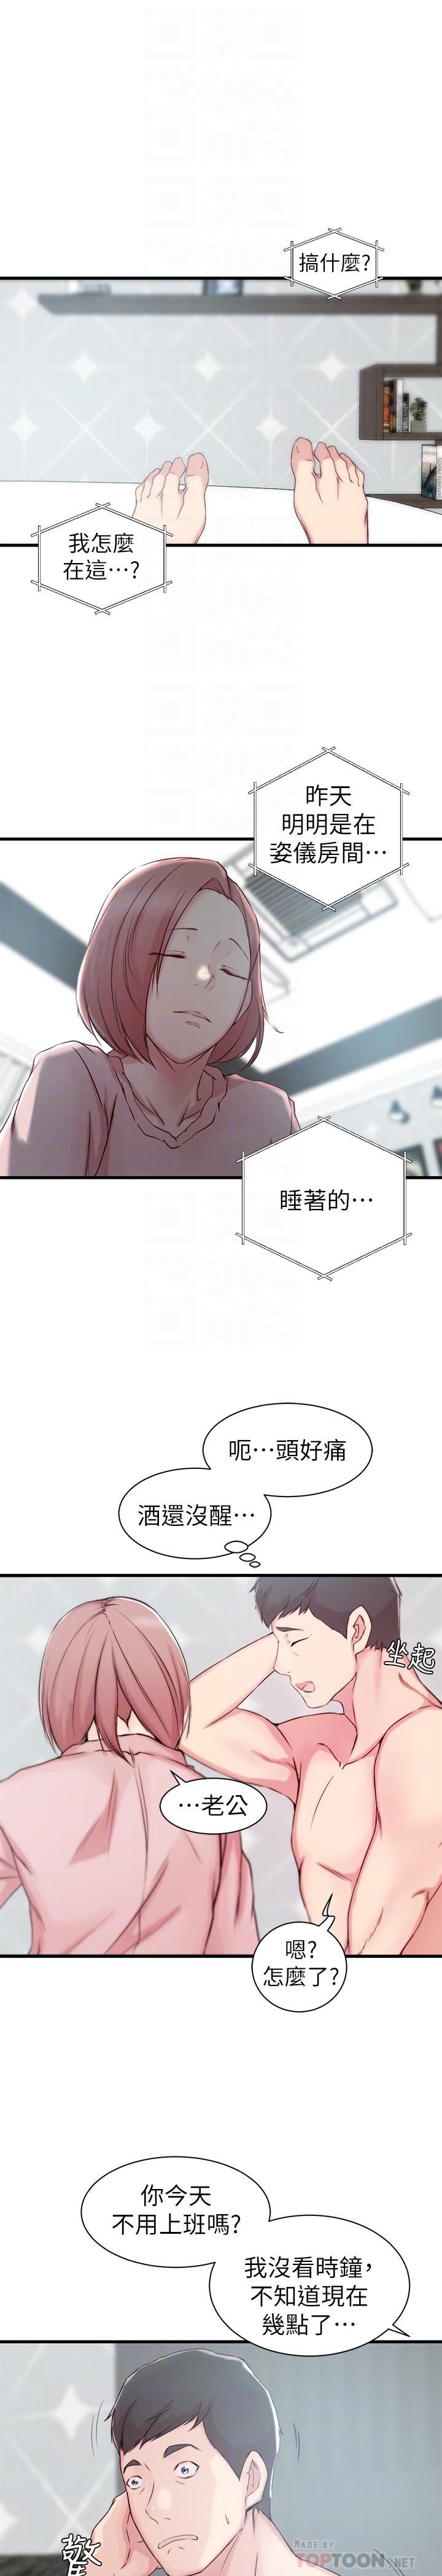 搞什麼?
我怎麼
在這⋯?
昨天
明明是在
姿儀房間⋯
睡著的⋯
呃⋯頭好痛
酒還沒醒⋯
坐起
⋯老公
嗯?
怎麼了?
你今天
不用上班嗎?
我沒看時鐘,
不知道現在
幾點了⋯
驚
MADE BY
TOPTOON.NET